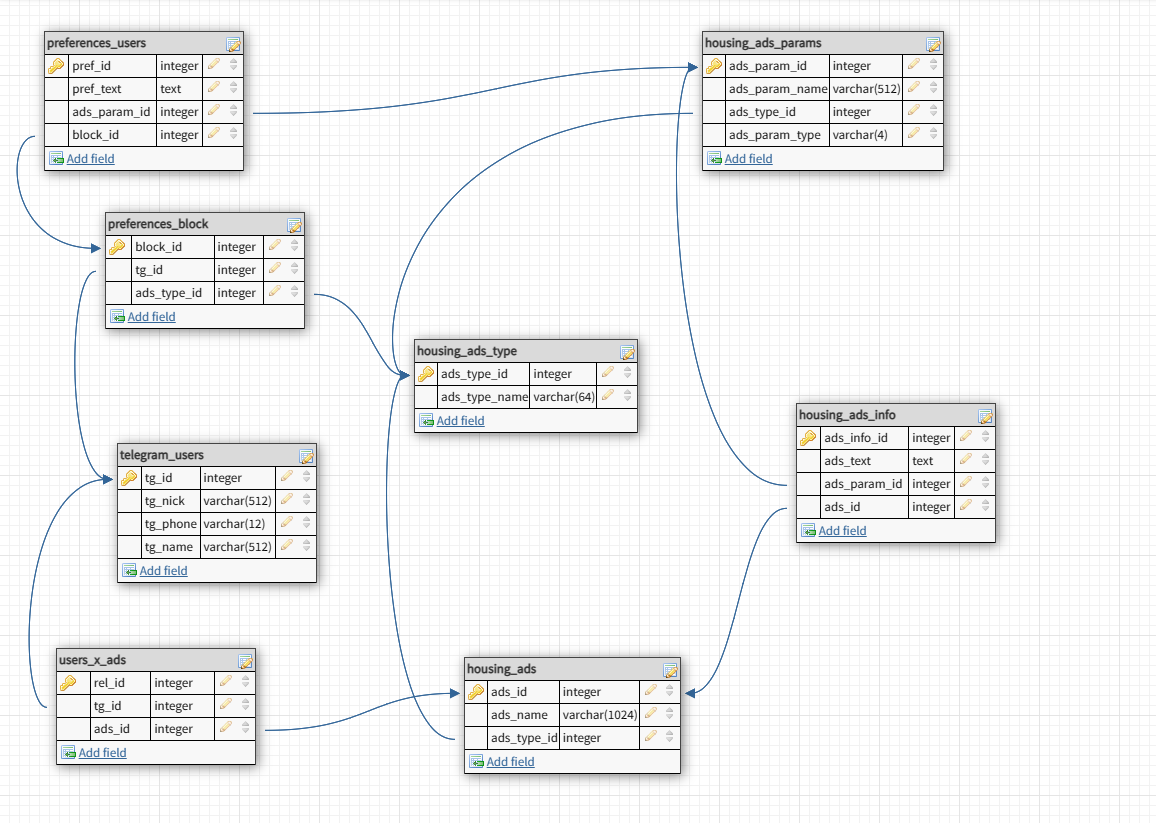 preferences_users
pref_id integer
pref_text text
ads_param_id integer
block_id integer
Add field
housing_ads_params
ads_param_id integer
ads_param_name varchar(512)
ads_type_id integer
ads_param_type varchar(4)
Add field
preferences_block
block_id integer
tg_id integer
ads_type_id integer
Add field
housing_ads_type
ads_type_id integer
ads_type_name varchar(64)
Add field
housing_ads_info
ads_info_id integer
ads_text text
ads_param_id integer
ads_id integer
Add field
telegram_users
tg_id integer
tg_nick varchar(512)
tg_phone varchar(12)
tg_name varchar(512)
Add field
users_x_ads
rel_id integer
tg_id integer
ads_id integer
Add field
housing_ads
ads_id integer
ads_name varchar(1024)
ads_type_id integer
Add field